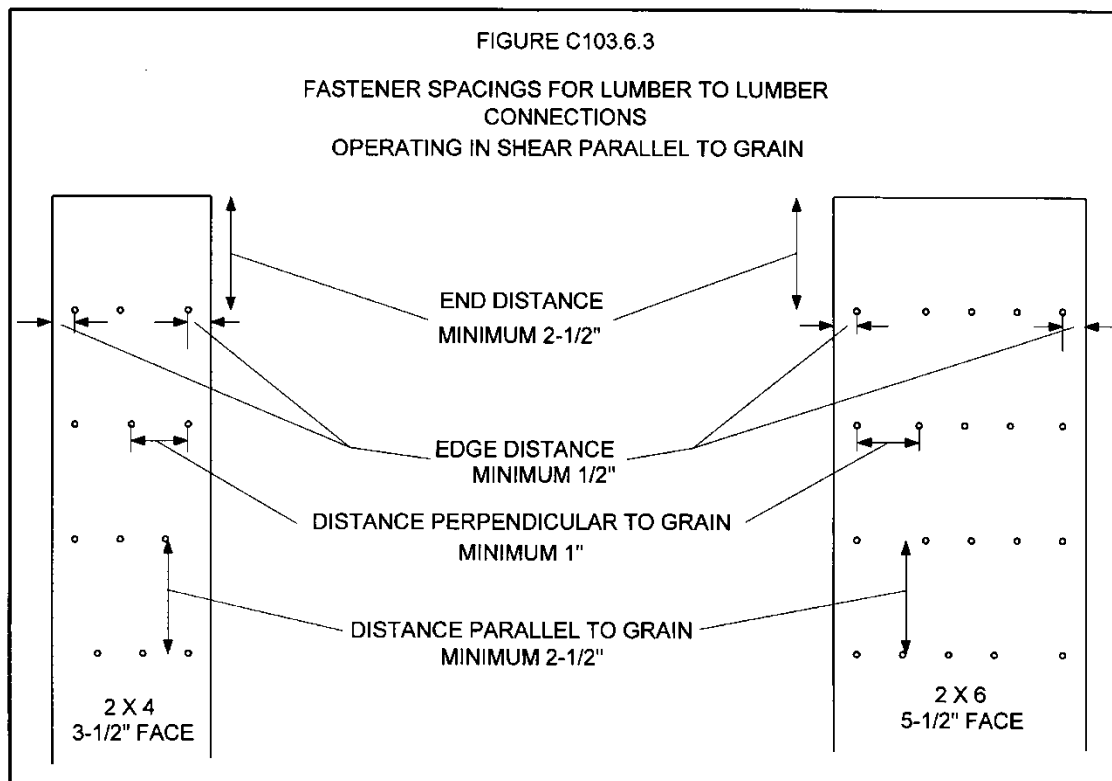 FIGURE C103.6.3
FASTENER SPACINGS FOR LUMBER TO LUMBER
CONNECTIONS
OPERATING IN SHEAR PARALLEL TO GRAIN
END DISTANCE
MINIMUM 2-1/2"
EDGE DISTANCE
MINIMUM 1/2"
DISTANCE PERPENDICULAR TO GRAIN
MINIMUM 1"
DISTANCE PARALLEL TO GRAIN
MINIMUM 2-1/2"
2 X 4
3-1/2" FACE
2 X 6
5-1/2" FACE